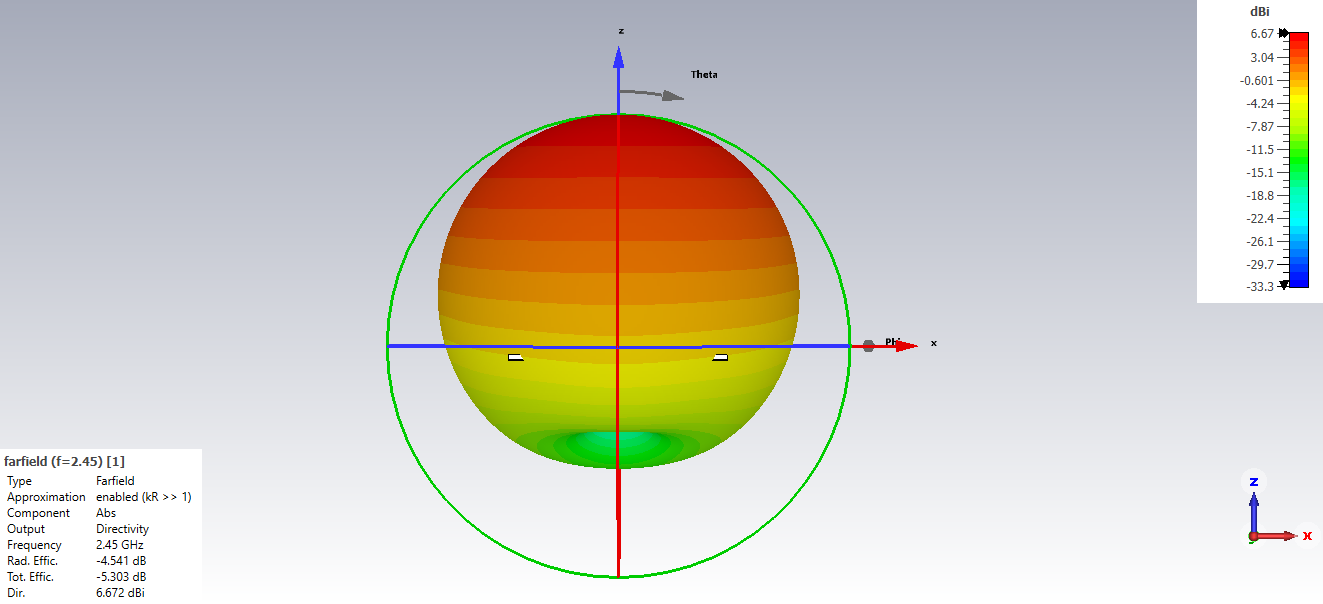 dBi
6.67
3.04
-0.601
-4.24
-7.87
-11.5
-15.1
-18.8
-22.4
-26.1
-29.7
-33.3
z
Theta
Phi
x
farfield (f=2.45) [1]
Type Farfield
Approximation enabled (kR >> 1)
Component Abs
Output Directivity
Frequency 2.45 GHz
Rad. Effic. -4.541 dB
Tot. Effic. -5.303 dB
Dir. 6.672 dBi
z
x